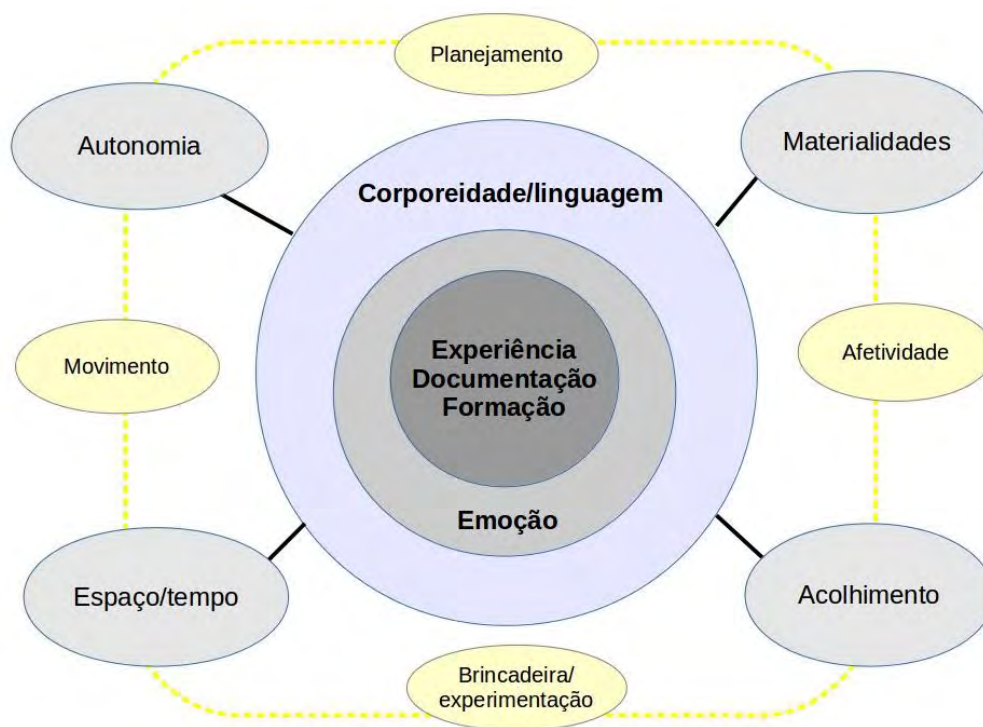 Planejamento
Autonomia
Materialidades
Corporeidade/linguagem
Movimento
Experiência
Documentação
Formação
Afetividade
Emoção
Espaço/tempo
Acolhimento
Brincadeira/
experimentação